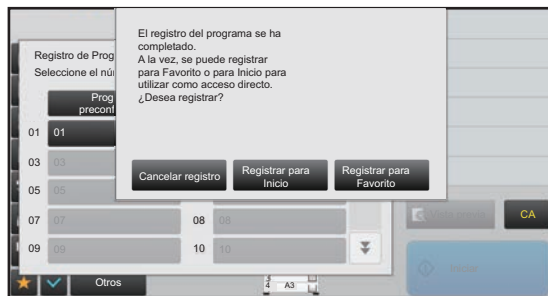 El registro del programa se ha
completado.
A la vez, se puede registrar
para Favorito o para Inicio para
utilizar como acceso directo.
¿Desea registrar?
Cancelar registro
Registrar para
Inicio
Registrar para
Favorito
Registro de Prog
Seleccione el nú
Prog
preconf
01 01
03 03
05 05
07 07 08 08
09 09 10 10
CA
Otros
4 A3